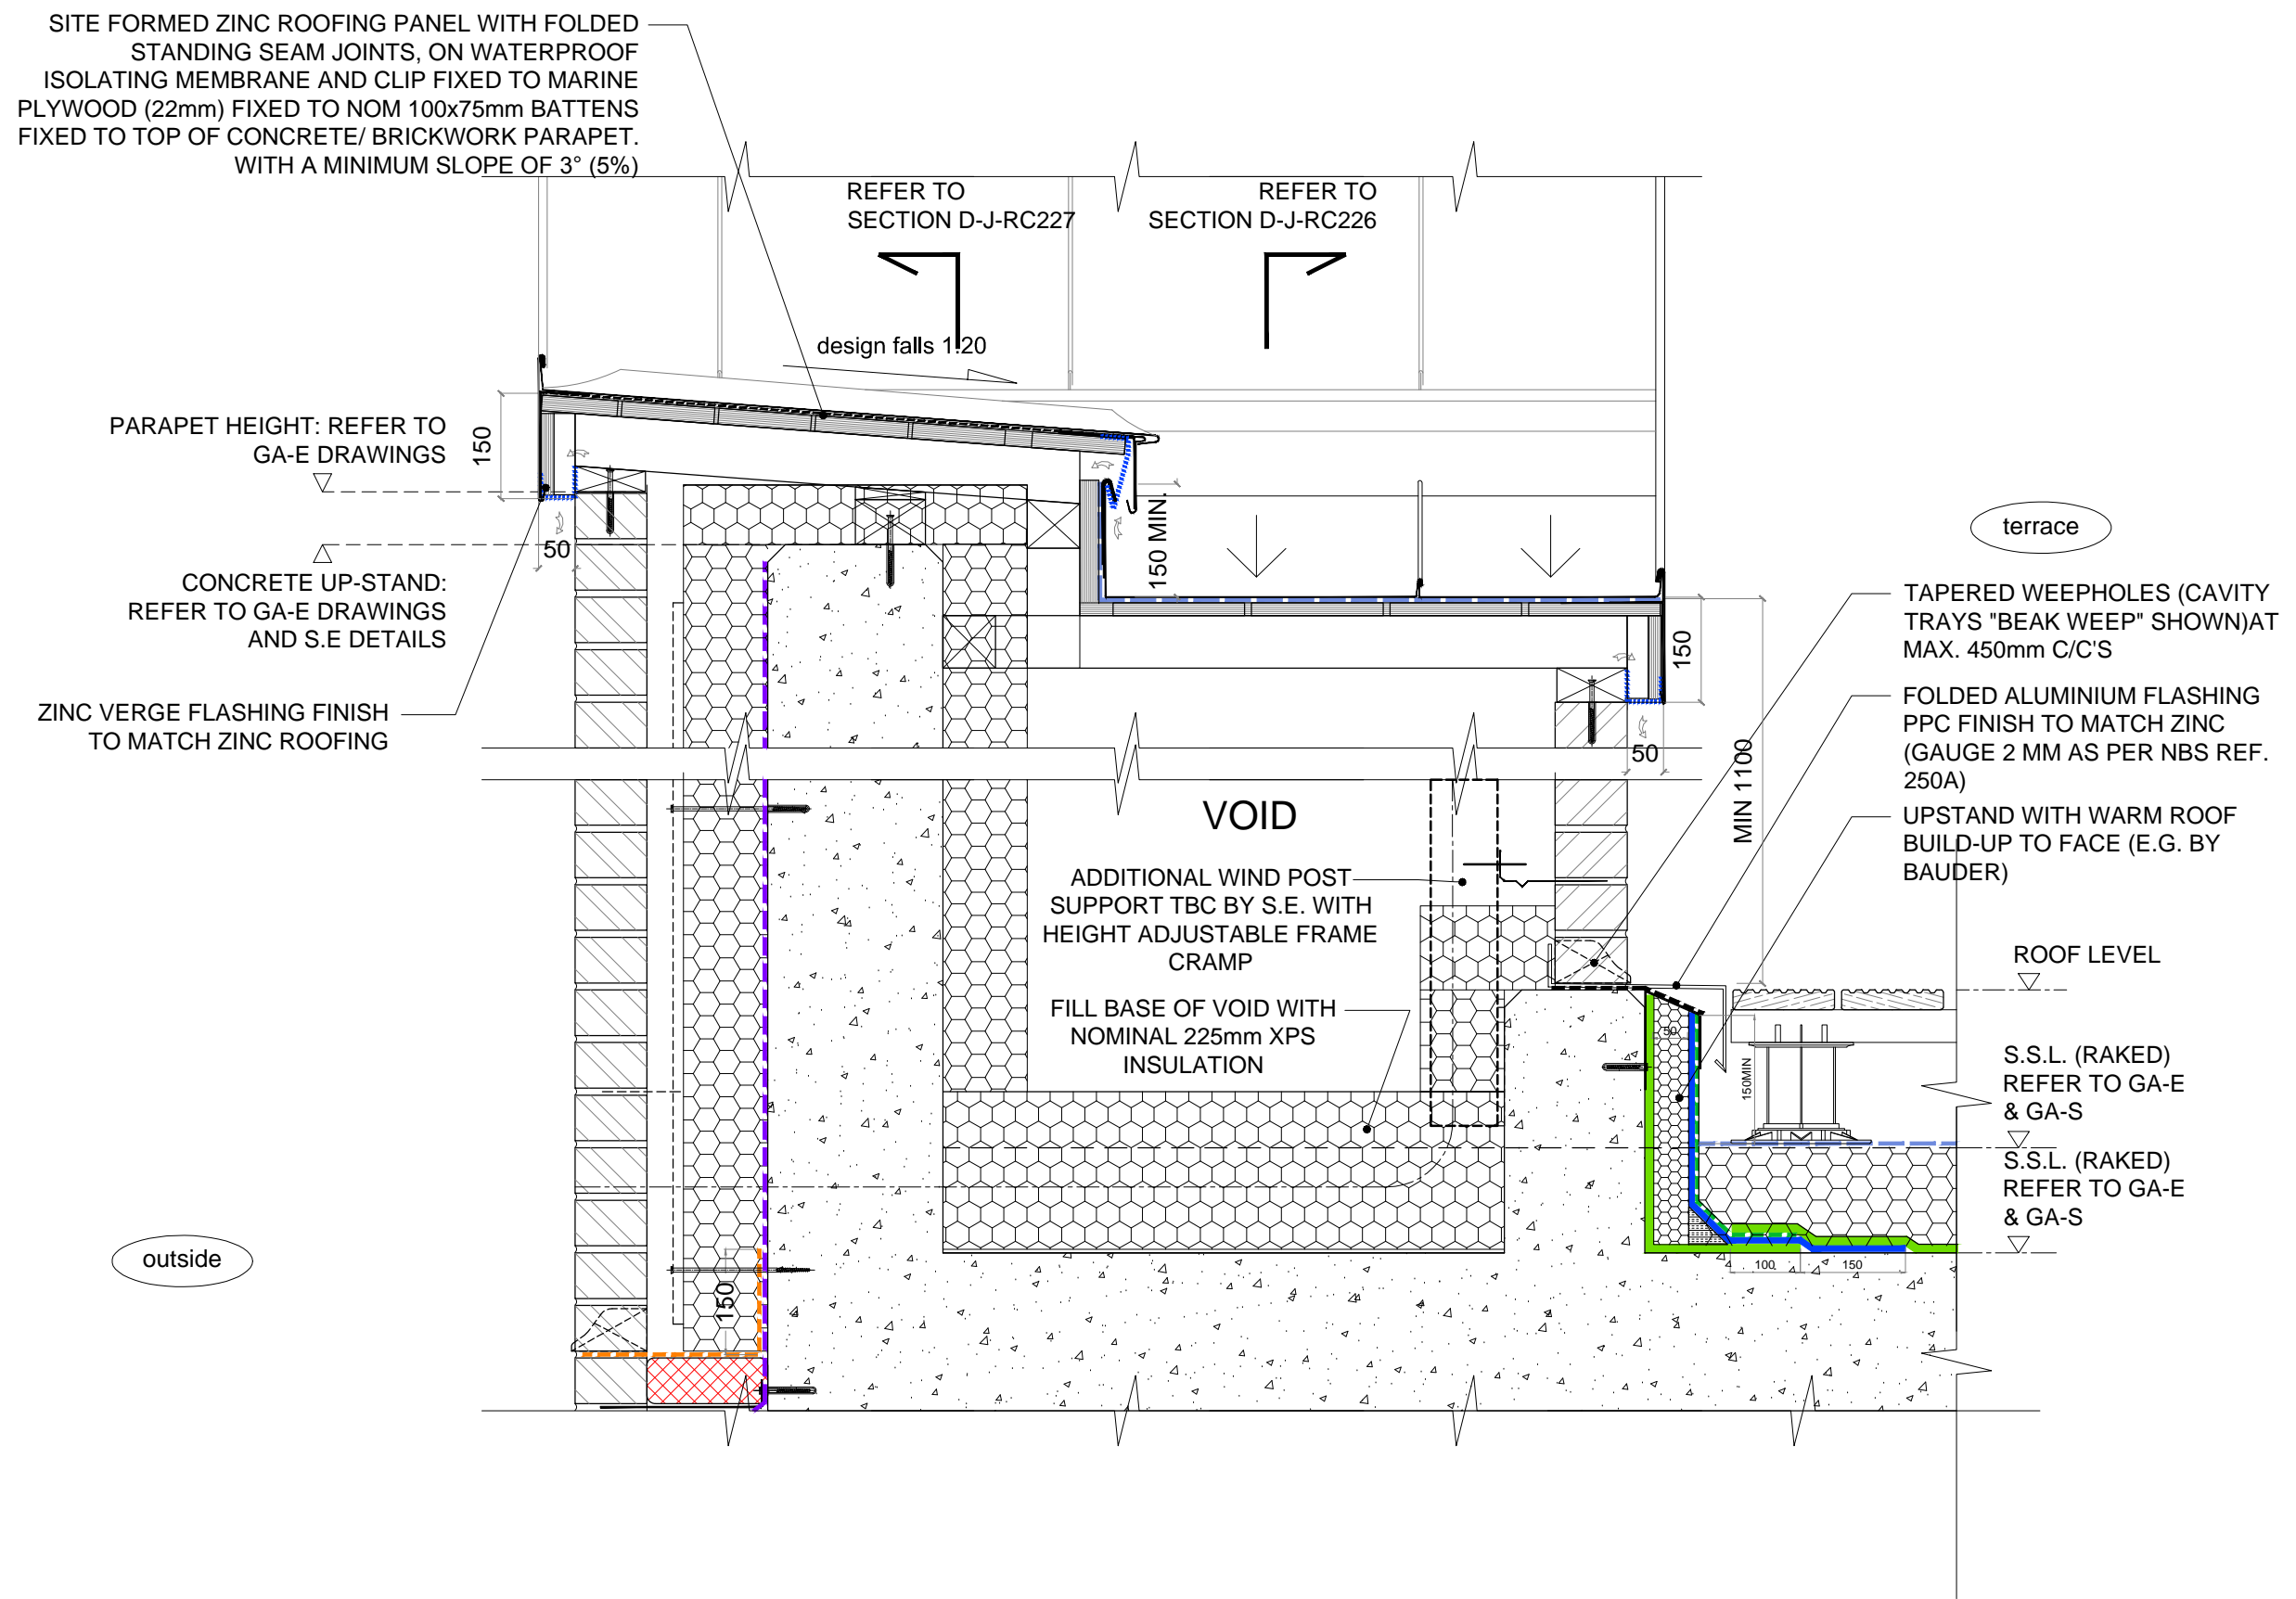 SITE FORMED ZINC ROOFING PANEL WITH FOLDED
STANDING SEAM JOINTS, ON WATERPROOF
ISOLATING MEMBRANE AND CLIP FIXED TO MARINE
PLYWOOD (22mm) FIXED TO NOM 100x75mm BATTENS
FIXED TO TOP OF CONCRETE/ BRICKWORK PARAPET.
WITH A MINIMUM SLOPE OF 3° (5%)
REFER TO
SECTION D-J-RC227
REFER TO
SECTION D-J-RC226
design falls 1:20
PARAPET HEIGHT: REFER TO
GA-E DRAWINGS
150
50
CONCRETE UP-STAND:
REFER TO GA-E DRAWINGS
AND S.E DETAILS
ZINC VERGE FLASHING FINISH
TO MATCH ZINC ROOFING
150 MIN.
terrace
TAPERED WEEPHOLES (CAVITY
TRAYS "BEAK WEEP" SHOWN)AT
MAX. 450mm C/C'S
FOLDED ALUMINIUM FLASHING
PPC FINISH TO MATCH ZINC
(GAUGE 2 MM AS PER NBS REF.
250A)
UPSTAND WITH WARM ROOF
BUILD-UP TO FACE (E.G. BY
BAUDER)
150
50
MIN 1100
VOID
ADDITIONAL WIND POST
SUPPORT TBC BY S.E. WITH
HEIGHT ADJUSTABLE FRAME
CRAMP
FILL BASE OF VOID WITH
NOMINAL 225mm XPS
INSULATION
ROOF LEVEL
50
150MIN
S.S.L. (RAKED)
REFER TO GA-E
& GA-S
S.S.L. (RAKED)
REFER TO GA-E
& GA-S
100
150
outside
150